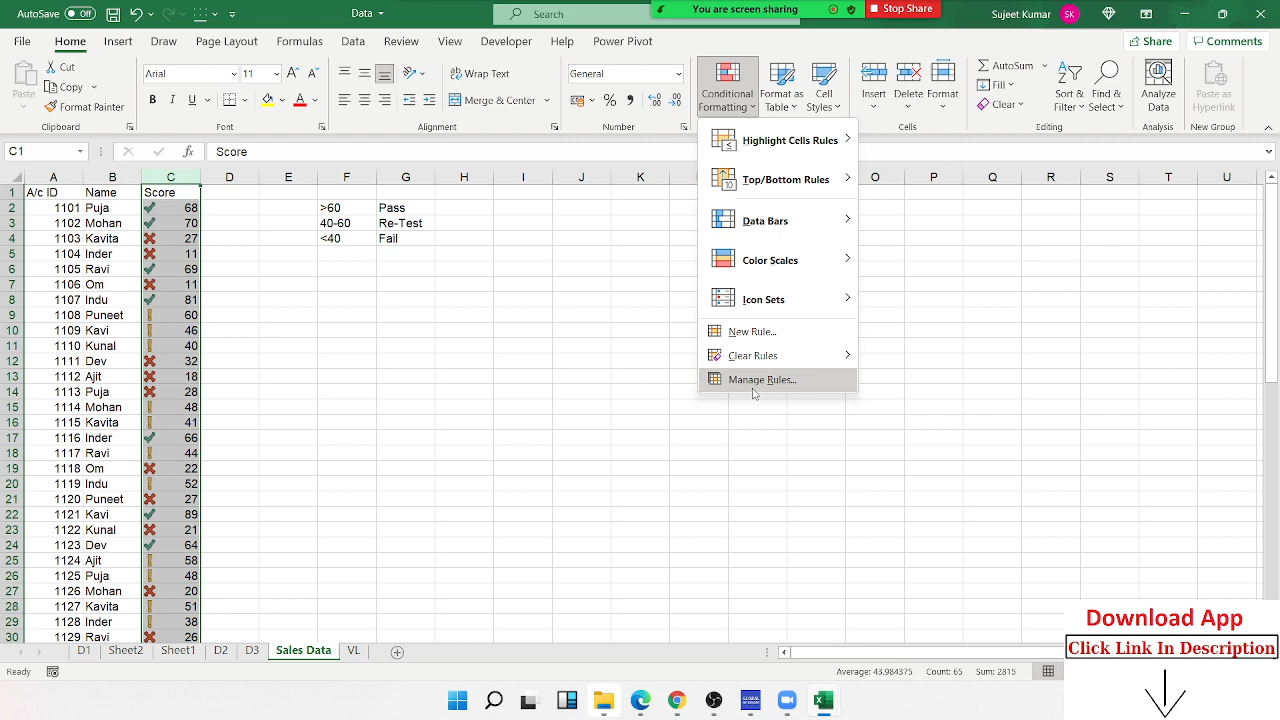 AutoSave Off Data Search You are screen sharing Stop Share Sujeet Kumar SK
File Home Insert Draw Page Layout Formulas Data Review View Developer Help Power Pivot Share Comments
Paste Cut Copy Format Painter Clipboard
Arial 11 B I U A Font
Wrap Text Merge & Center Alignment
General % Number
Conditional Formatting Format as Table Cell Styles
Insert Delete Format Cells
AutoSum Fill Clear Sort & Filter Find & Select Editing
Analyze Data Analysis
Paste as Hyperlink New Group
C1 fx Score
Highlight Cells Rules
Top/Bottom Rules
Data Bars
Color Scales
Icon Sets
New Rule...
Clear Rules
Manage Rules...
A B C D E F G H I J K O P Q R S T U
1 A/c ID Name Score
2 1101 Puja 68 >60 Pass
3 1102 Mohan 70 40-60 Re-Test
4 1103 Kavita 27 <40 Fail
5 1104 Inder 11
6 1105 Ravi 69
7 1106 Om 11
8 1107 Indu 81
9 1108 Puneet 60
10 1109 Kavi 46
11 1110 Kunal 40
12 1111 Dev 32
13 1112 Ajit 18
14 1113 Puja 28
15 1114 Mohan 48
16 1115 Kavita 41
17 1116 Inder 66
18 1117 Ravi 44
19 1118 Om 22
20 1119 Indu 52
21 1120 Puneet 27
22 1121 Kavi 89
23 1122 Kunal 21
24 1123 Dev 64
25 1124 Ajit 58
26 1125 Puja 48
27 1126 Mohan 20
28 1127 Kavita 51
29 1128 Inder 38
30 1129 Ravi 26
Download App
Click Link In Description
D1 Sheet2 Sheet1 D2 D3 Sales Data VL
Ready Average: 43.984375 Count: 65 Sum: 2815